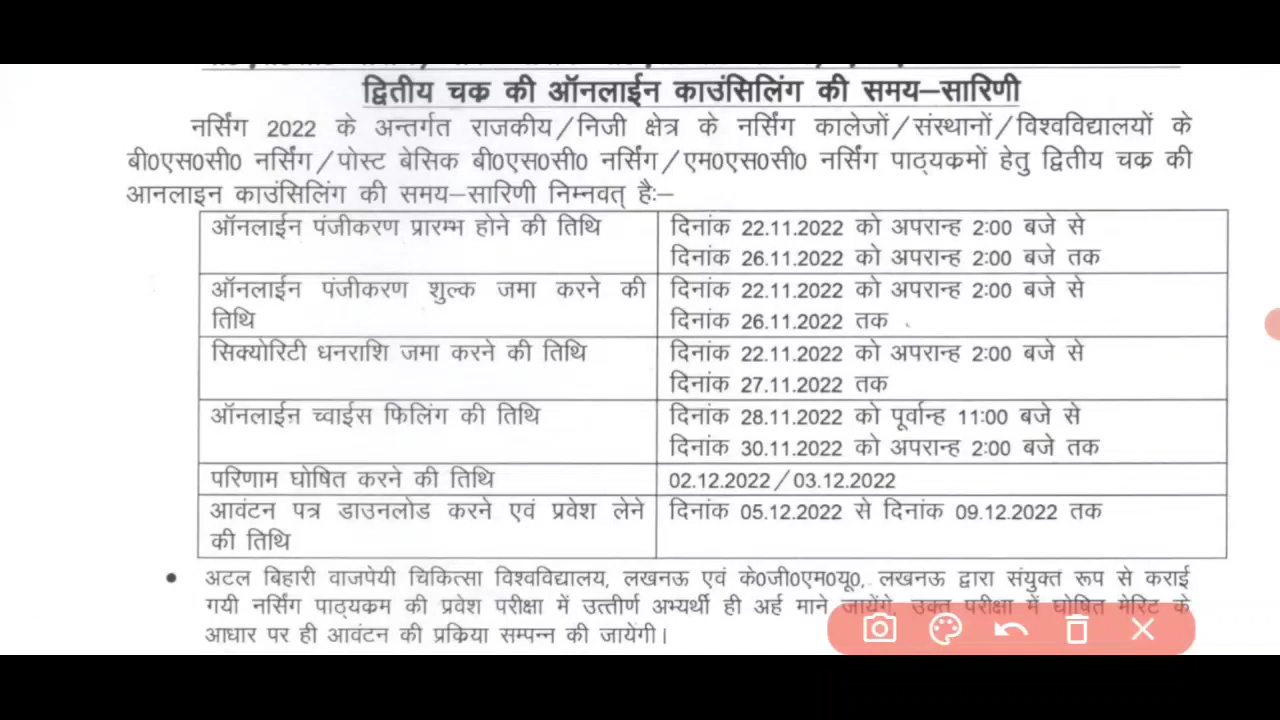 द्वितीय चक्र की ऑनलाईन काउंसिलिंग की समय–सारिणी
नर्सिंग 2022 के अन्तर्गत राजकीय/निजी क्षेत्र के नर्सिंग कालेजों/संस्थानों/विश्वविद्यालयों के
बी0एस0सी0 नर्सिंग/पोस्ट बेसिक बी0एस0सी0 नर्सिंग/एम0एस0सी0 नर्सिंग पाठ्यक्रमों हेतु द्वितीय चक्र की
आनलाइन काउंसिलिंग की समय–सारिणी निम्नवत् है:–
ऑनलाईन पंजीकरण प्रारम्भ होने की तिथि
दिनांक 22.11.2022 को अपरान्ह 2:00 बजे से
दिनांक 26.11.2022 को अपरान्ह 2:00 बजे तक
ऑनलाईन पंजीकरण शुल्क जमा करने की
तिथि
दिनांक 22.11.2022 को अपरान्ह 2:00 बजे से
दिनांक 26.11.2022 तक
सिक्योरिटी धनराशि जमा करने की तिथि
दिनांक 22.11.2022 को अपरान्ह 2:00 बजे से
दिनांक 27.11.2022 तक
ऑनलाईन च्वाईस फिलिंग की तिथि
दिनांक 28.11.2022 को पूर्वान्ह 11:00 बजे से
दिनांक 30.11.2022 को अपरान्ह 2:00 बजे तक
परिणाम घोषित करने की तिथि
02.12.2022/03.12.2022
आवंटन पत्र डाउनलोड करने एवं प्रवेश लेने
की तिथि
दिनांक 05.12.2022 से दिनांक 09.12.2022 तक
• अटल बिहारी वाजपेयी चिकित्सा विश्वविद्यालय, लखनऊ एवं के0जी0एम0यू0, लखनऊ द्वारा संयुक्त रूप से कराई
गयी नर्सिंग पाठ्यक्रम की प्रवेश परीक्षा में उत्तीर्ण अभ्यर्थी ही अर्ह माने जायेंगे, उक्त परीक्षा में घोषित मेरिट के
आधार पर ही आवंटन की प्रक्रिया सम्पन्न की जायेगी।